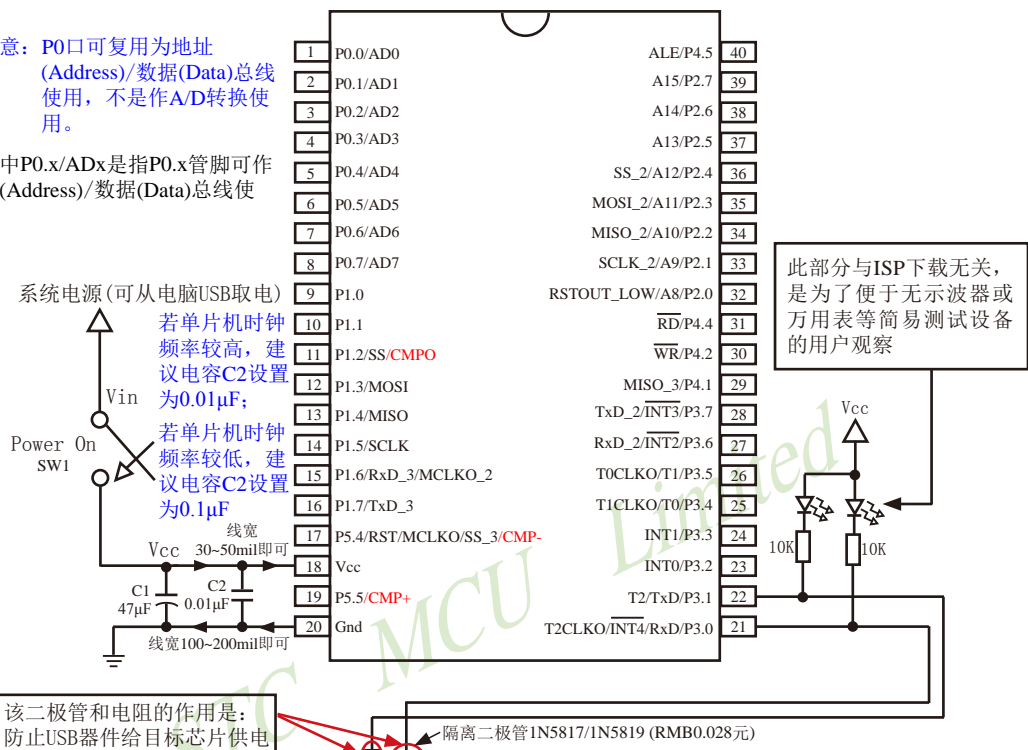 意：P0口可复用为地址
(Address)/数据(Data)总线
使用，不是作A/D转换使
用。
中P0.x/ADx是指P0.x管脚可作
(Address)/数据(Data)总线使
系统电源(可从电脑USB取电)
若单片机时钟
频率较高，建
议电容C2设置
为0.01μF；
若单片机时钟
频率较低，建
议电容C2设置
为0.1μF
Vin
Power On
SW1
线宽
Vcc
30~50mil即可
C1
47μF
C2
0.01μF
线宽100~200mil即可
1 P0.0/AD0
2 P0.1/AD1
3 P0.2/AD2
4 P0.3/AD3
5 P0.4/AD4
6 P0.5/AD5
7 P0.6/AD6
8 P0.7/AD7
9 P1.0
10 P1.1
11 P1.2/SS/CMPO
12 P1.3/MOSI
13 P1.4/MISO
14 P1.5/SCLK
15 P1.6/RxD_3/MCLKO_2
16 P1.7/TxD_3
17 P5.4/RST/MCLKO/SS_3/CMP-
18 Vcc
19 P5.5/CMP+
20 Gnd
ALE/P4.5 40
A15/P2.7 39
A14/P2.6 38
A13/P2.5 37
SS_2/A12/P2.4 36
MOSI_2/A11/P2.3 35
MISO_2/A10/P2.2 34
SCLK_2/A9/P2.1 33
RSTOUT_LOW/A8/P2.0 32
RD/P4.4 31
WR/P4.2 30
MISO_3/P4.1 29
TxD_2/INT3/P3.7 28
RxD_2/INT2/P3.6 27
T0CLKO/T1/P3.5 26
T1CLKO/T0/P3.4 25
INT1/P3.3 24
INT0/P3.2 23
T2/TxD/P3.1 22
T2CLKO/INT4/RxD/P3.0 21
此部分与ISP下载无关，
是为了便于无示波器或
万用表等简易测试设备
的用户观察
Vcc
10K
10K
STC MCU Limited
该二极管和电阻的作用是：
防止USB器件给目标芯片供电
隔离二极管1N5817/1N5819 (RMB0.028元)